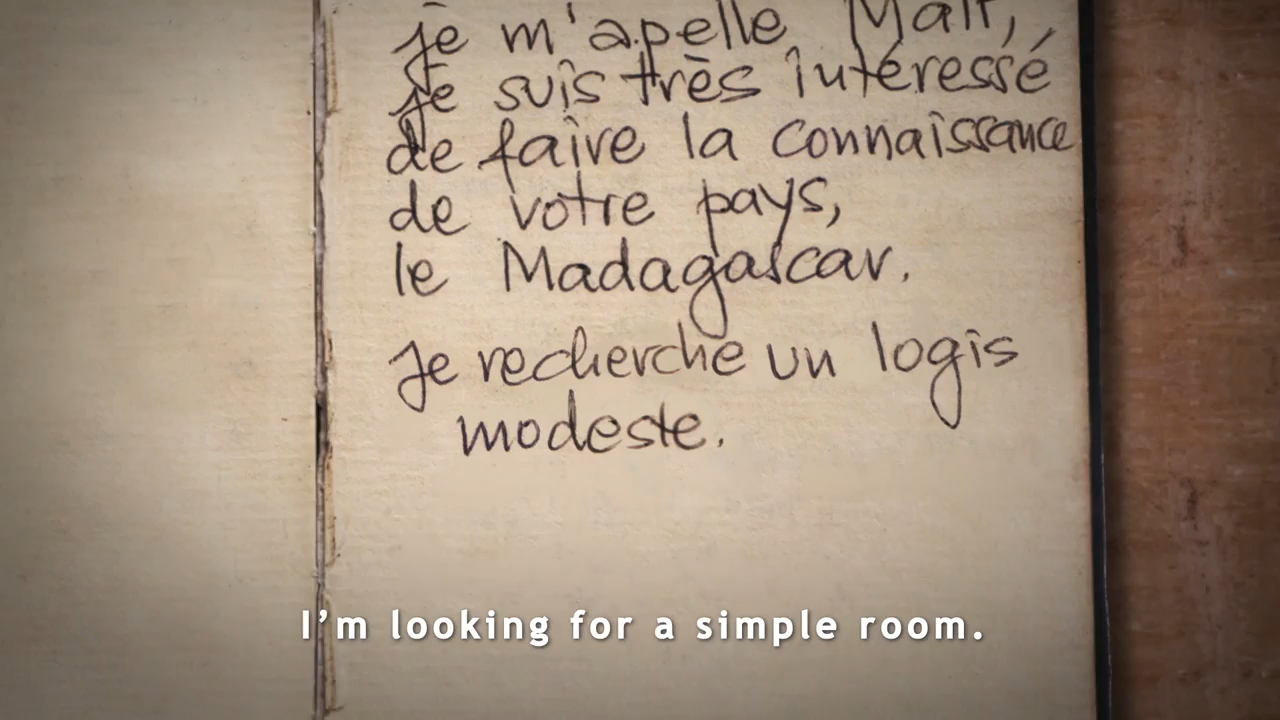 je m'apelle Malt,
je suis très intéressé
de faire la connaissance
de votre pays,
le Madagascar.
Je recherche un logis
modeste.
I'm looking for a simple room.